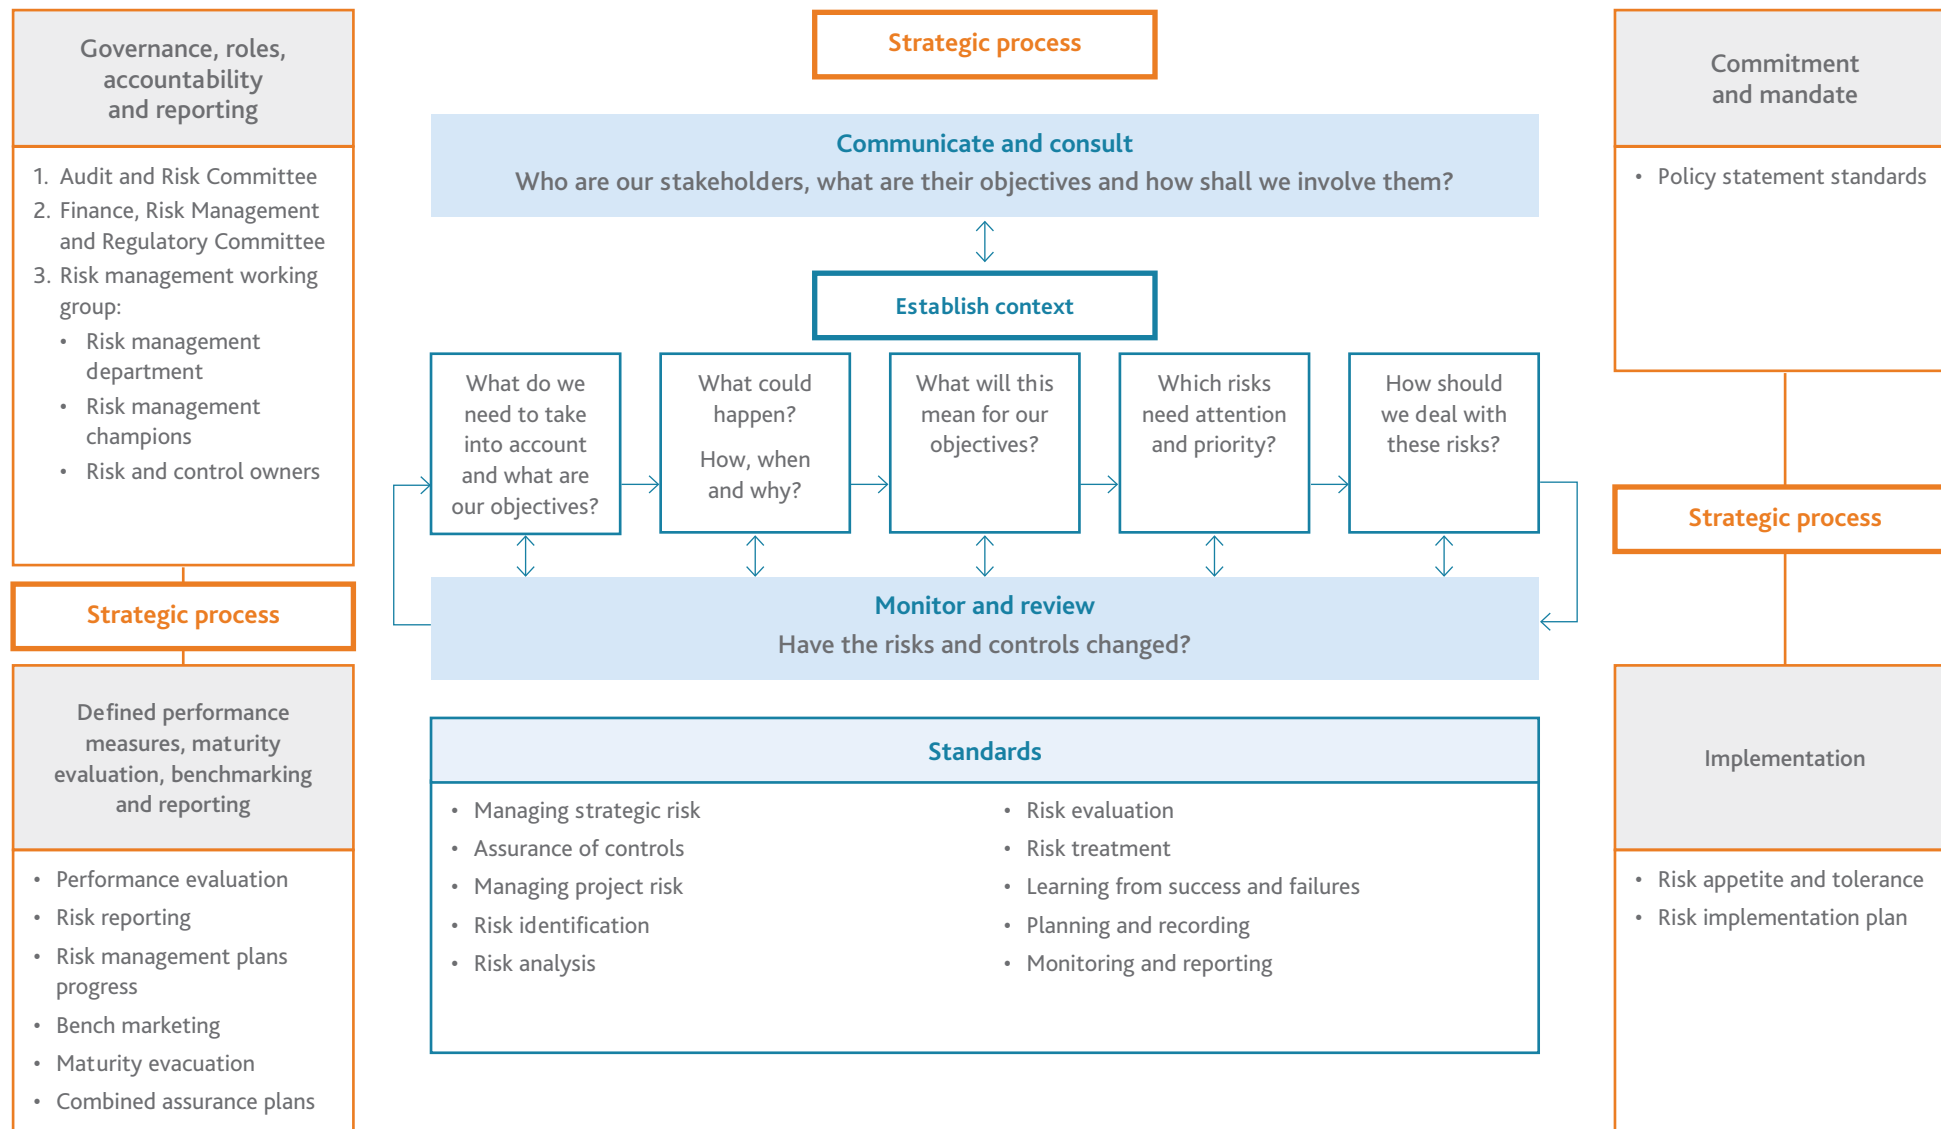 Governance, roles,
accountability
and reporting
1. Audit and Risk Committee
2. Finance, Risk Management
and Regulatory Committee
3. Risk management working
group:
• Risk management
department
• Risk management
champions
• Risk and control owners
Strategic process
Defined performance
measures, maturity
evaluation, benchmarking
and reporting
• Performance evaluation
• Risk reporting
• Risk management plans
progress
• Bench marketing
• Maturity evacuation
• Combined assurance plans
Strategic process
Communicate and consult
Who are our stakeholders, what are their objectives and how shall we involve them?
Establish context
What do we
need to take
into account
and what are
our objectives?
What could
happen?
How, when
and why?
What will this
mean for our
objectives?
Which risks
need attention
and priority?
How should
we deal with
these risks?
Monitor and review
Have the risks and controls changed?
Standards
• Managing strategic risk
• Assurance of controls
• Managing project risk
• Risk identification
• Risk analysis
• Risk evaluation
• Risk treatment
• Learning from success and failures
• Planning and recording
• Monitoring and reporting
Commitment
and mandate
• Policy statement standards
Strategic process
Implementation
• Risk appetite and tolerance
• Risk implementation plan